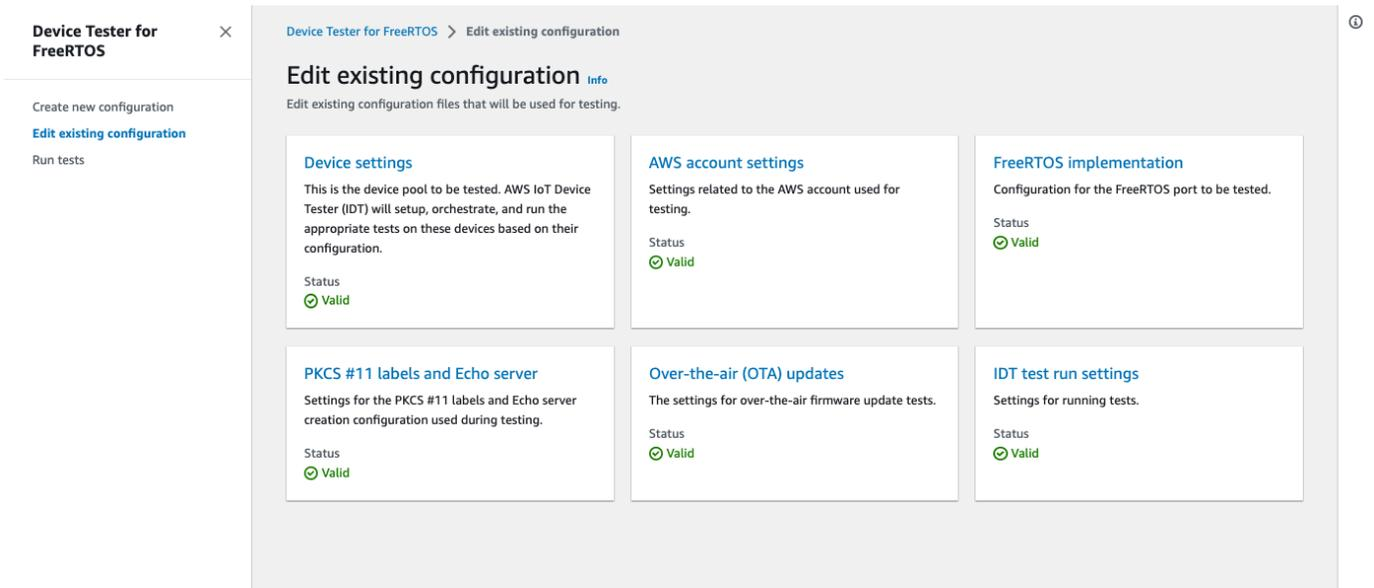 Device Tester for
FreeRTOS
Create new configuration
Edit existing configuration
Run tests
Device Tester for FreeRTOS > Edit existing configuration
Edit existing configuration Info
Edit existing configuration files that will be used for testing.
Device settings
This is the device pool to be tested. AWS IoT Device
Tester (IDT) will setup, orchestrate, and run the
appropriate tests on these devices based on their
configuration.
Status
Valid
AWS account settings
Settings related to the AWS account used for
testing.
Status
Valid
FreeRTOS implementation
Configuration for the FreeRTOS port to be tested.
Status
Valid
PKCS #11 labels and Echo server
Settings for the PKCS #11 labels and Echo server
creation configuration used during testing.
Status
Valid
Over-the-air (OTA) updates
The settings for over-the-air firmware update tests.
Status
Valid
IDT test run settings
Settings for running tests.
Status
Valid